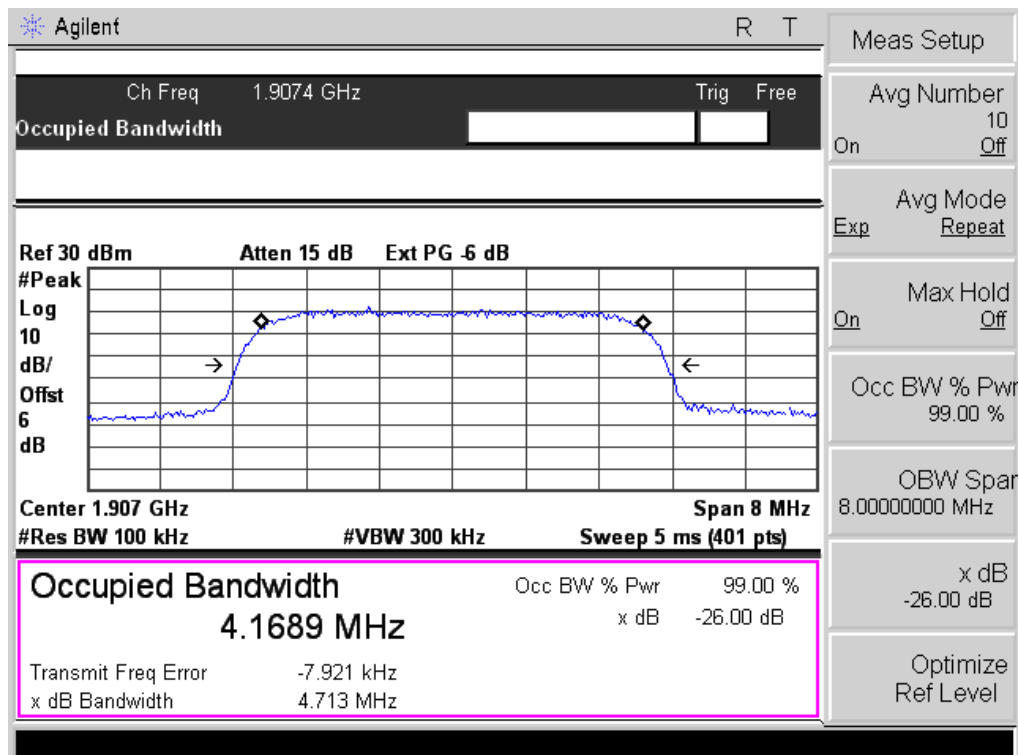 Agilent R T
Ch Freq 1.9074 GHz Trig Free
Occupied Bandwidth
Ref 30 dBm Atten 15 dB Ext PG -6 dB
#Peak
Log
10
dB/
Offst
6
dB
Center 1.907 GHz Span 8 MHz
#Res BW 100 kHz #VBW 300 kHz Sweep 5 ms (401 pts)
Occupied Bandwidth Occ BW % Pwr 99.00 %
4.1689 MHz x dB -26.00 dB
Transmit Freq Error -7.921 kHz
x dB Bandwidth 4.713 MHz
Meas Setup
Avg Number
10
On Off
Avg Mode
Exp Repeat
Max Hold
On Off
Occ BW % Pwr
99.00 %
OBW Span
8.00000000 MHz
x dB
-26.00 dB
Optimize
Ref Level